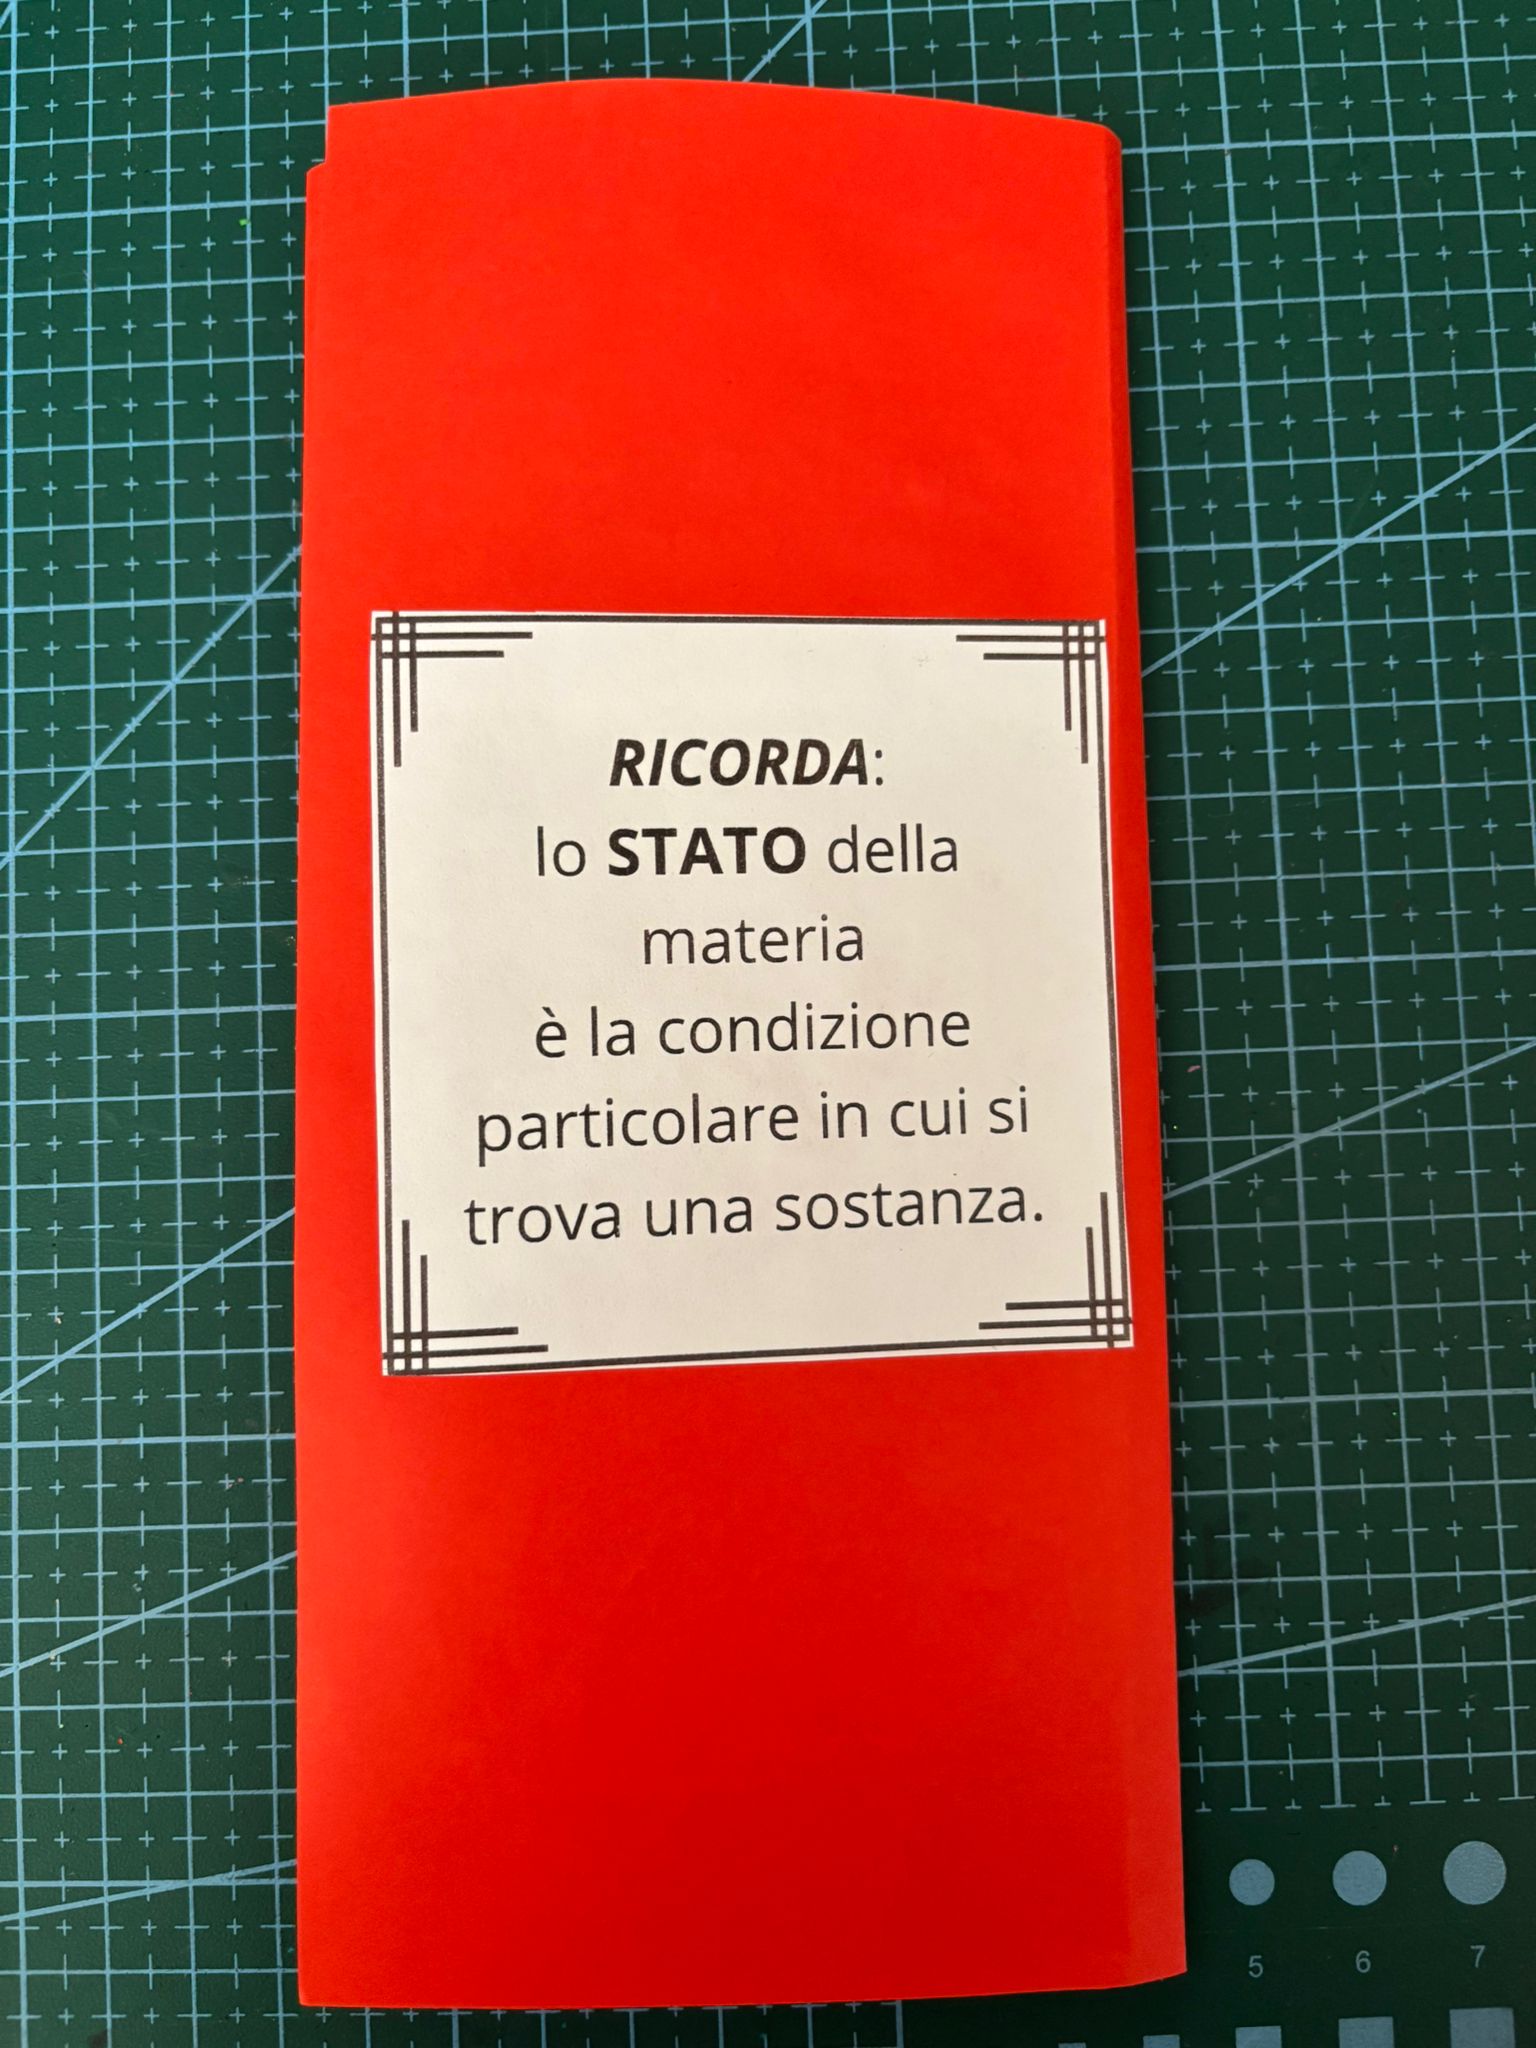 RICORDA:
lo STATO della
materia
è la condizione
particolare in cui si
trova una sostanza.
5 6 7